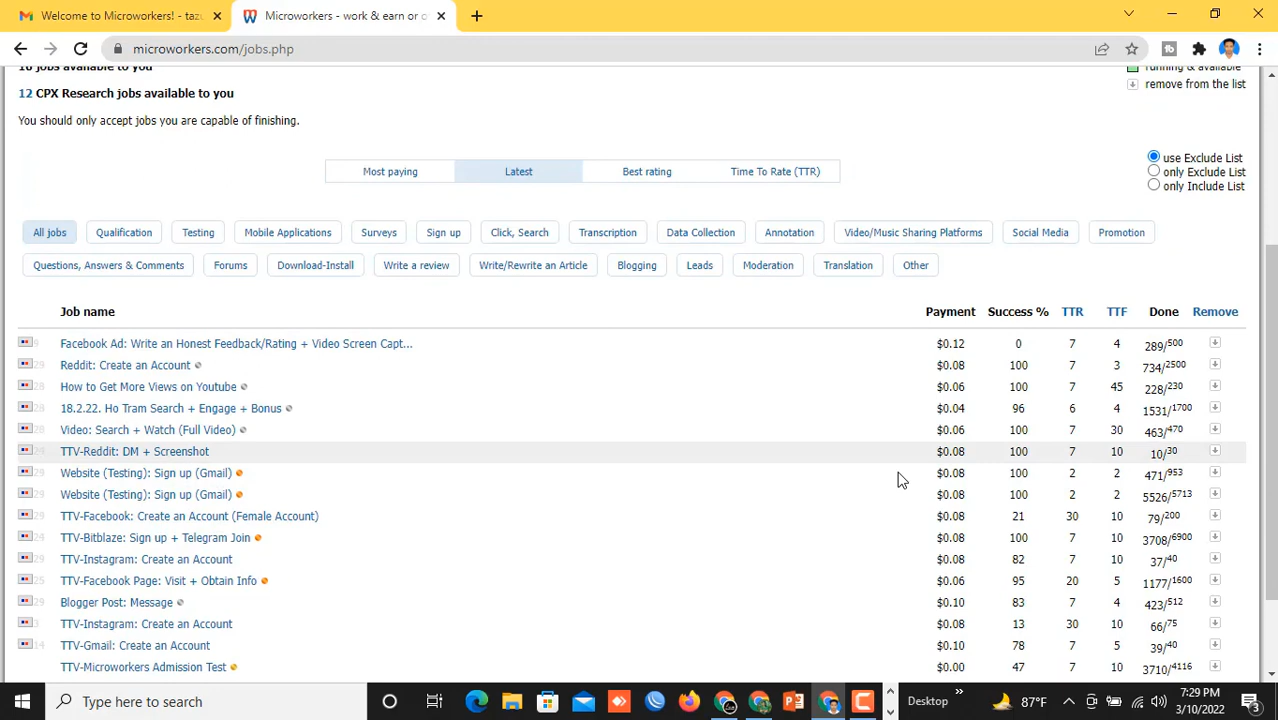 Welcome to Microworkers! - tazu
Microworkers - work & earn or o
microworkers.com/jobs.php
16 jobs available to you
running & available
12 CPX Research jobs available to you
remove from the list
You should only accept jobs you are capable of finishing.
Most paying Latest Best rating Time To Rate (TTR)
use Exclude List
only Exclude List
only Include List
All jobs Qualification Testing Mobile Applications Surveys Sign up Click, Search Transcription Data Collection Annotation Video/Music Sharing Platforms Social Media Promotion
Questions, Answers & Comments Forums Download-Install Write a review Write/Rewrite an Article Blogging Leads Moderation Translation Other
Job name Payment Success % TTR TTF Done Remove
Facebook Ad: Write an Honest Feedback/Rating + Video Screen Capt... $0.12 0 7 4 289/500
Reddit: Create an Account $0.08 100 7 3 734/2500
How to Get More Views on Youtube $0.06 100 7 45 228/230
18.2.22. Ho Tram Search + Engage + Bonus $0.04 96 6 4 1531/1700
Video: Search + Watch (Full Video) $0.06 100 7 30 463/470
TTV-Reddit: DM + Screenshot $0.08 100 7 10 10/30
Website (Testing): Sign up (Gmail) $0.08 100 2 2 471/953
Website (Testing): Sign up (Gmail) $0.08 100 2 2 5526/5713
TTV-Facebook: Create an Account (Female Account) $0.08 21 30 10 79/200
TTV-Bitblaze: Sign up + Telegram Join $0.08 100 7 10 3708/6900
TTV-Instagram: Create an Account $0.08 82 7 10 37/40
TTV-Facebook Page: Visit + Obtain Info $0.06 95 20 5 1177/1600
Blogger Post: Message $0.10 83 7 4 423/512
TTV-Instagram: Create an Account $0.08 13 30 10 66/75
TTV-Gmail: Create an Account $0.10 78 7 5 39/40
TTV-Microworkers Admission Test $0.00 47 7 10 3710/4116
Type here to search
Desktop
87°F
7:29 PM
3/10/2022
3